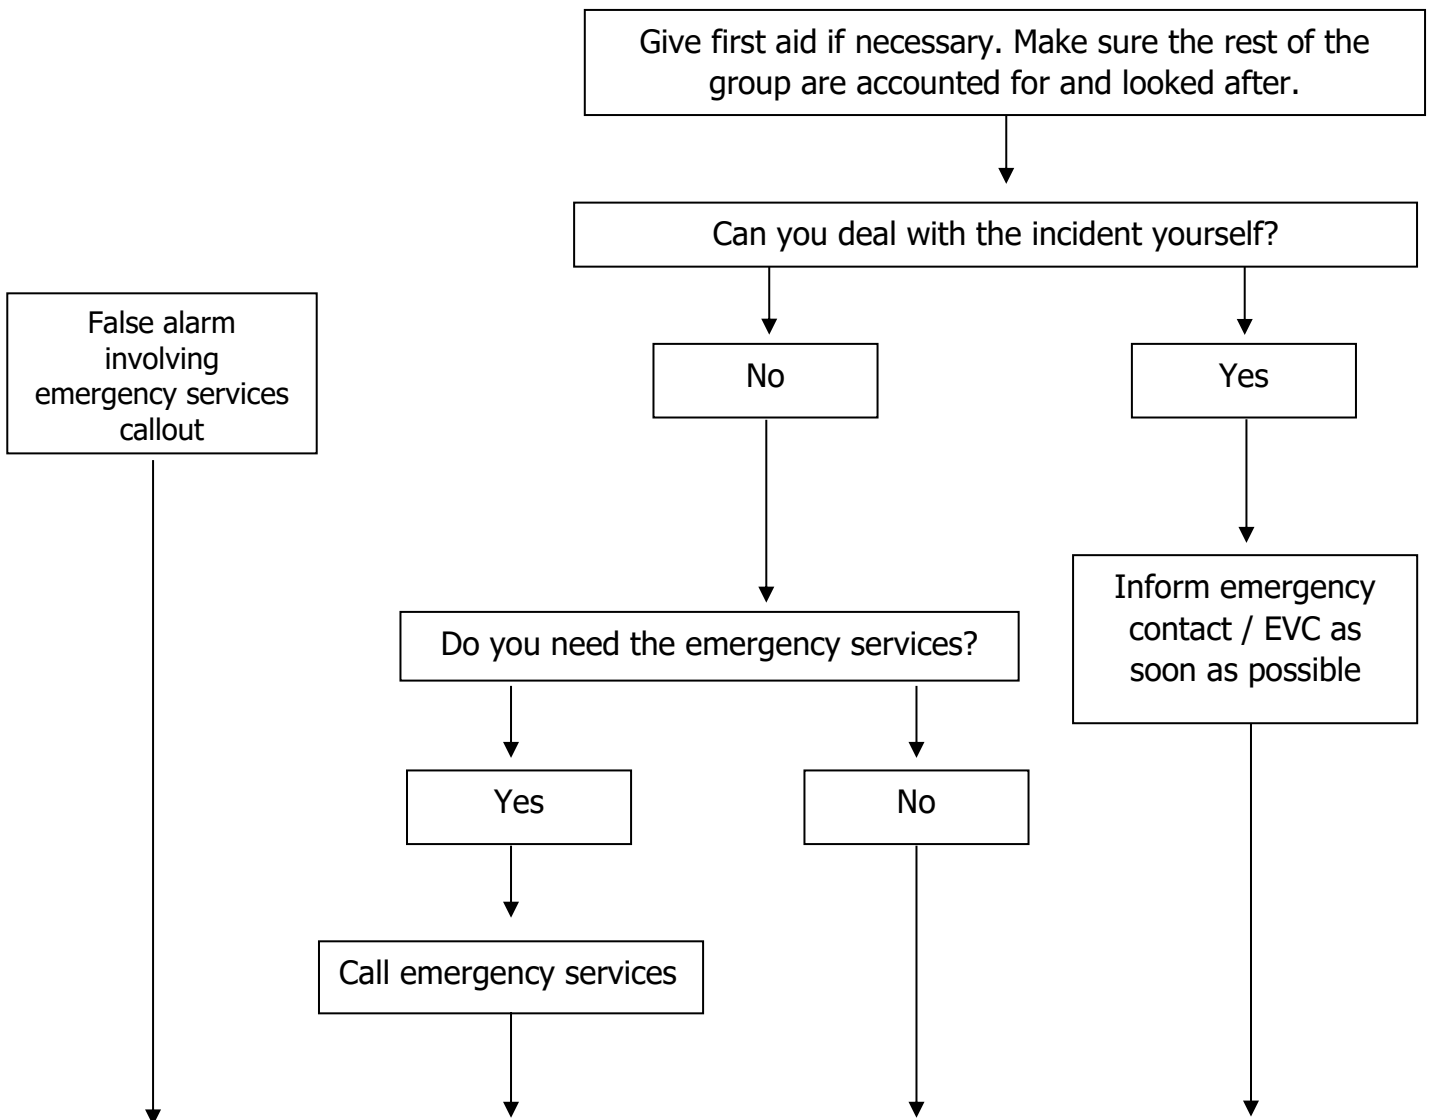 Give first aid if necessary. Make sure the rest of the
group are accounted for and looked after.
Can you deal with the incident yourself?
False alarm
involving
emergency services
callout
No
Yes
Inform emergency
contact / EVC as
soon as possible
Do you need the emergency services?
Yes
No
Call emergency services